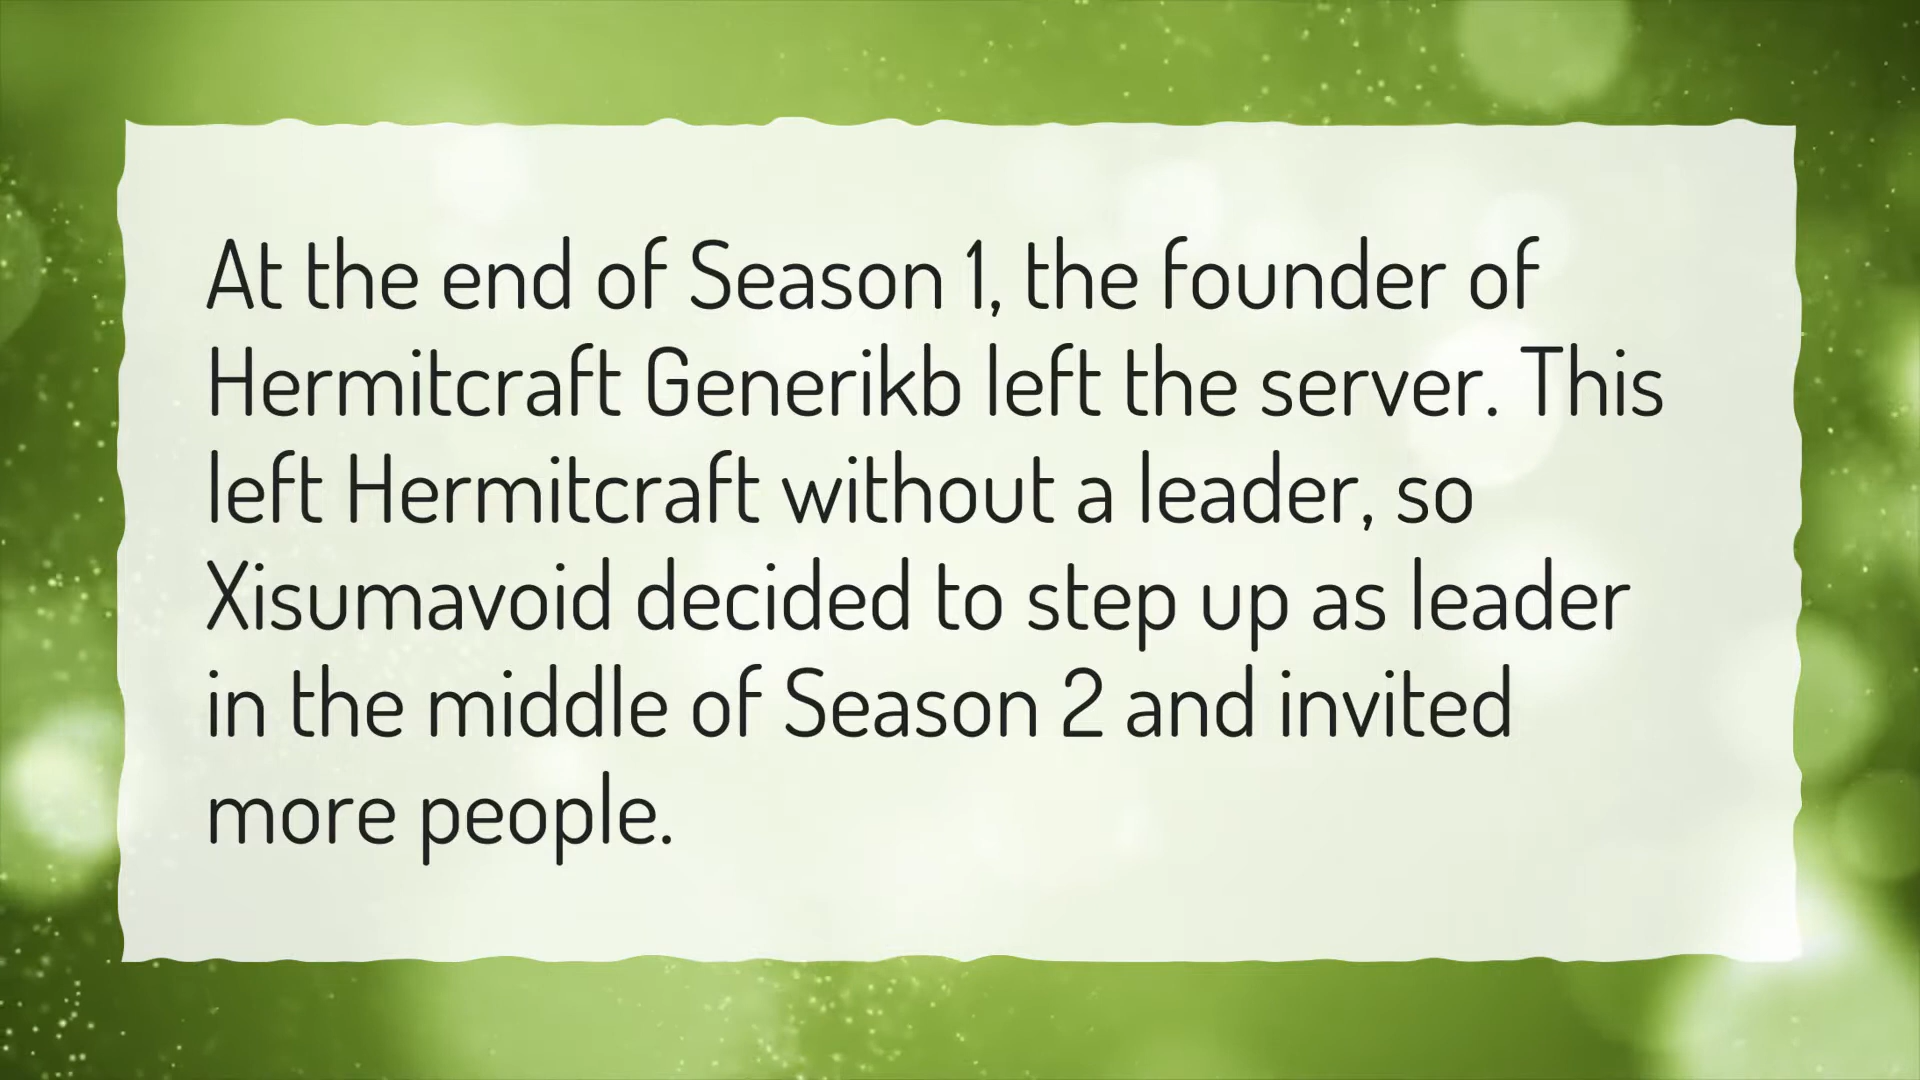 At the end of Season 1, the founder of
Hermitcraft Generikb left the server. This
left Hermitcraft without a leader, so
Xisumavoid decided to step up as leader
in the middle of Season 2 and invited
more people.